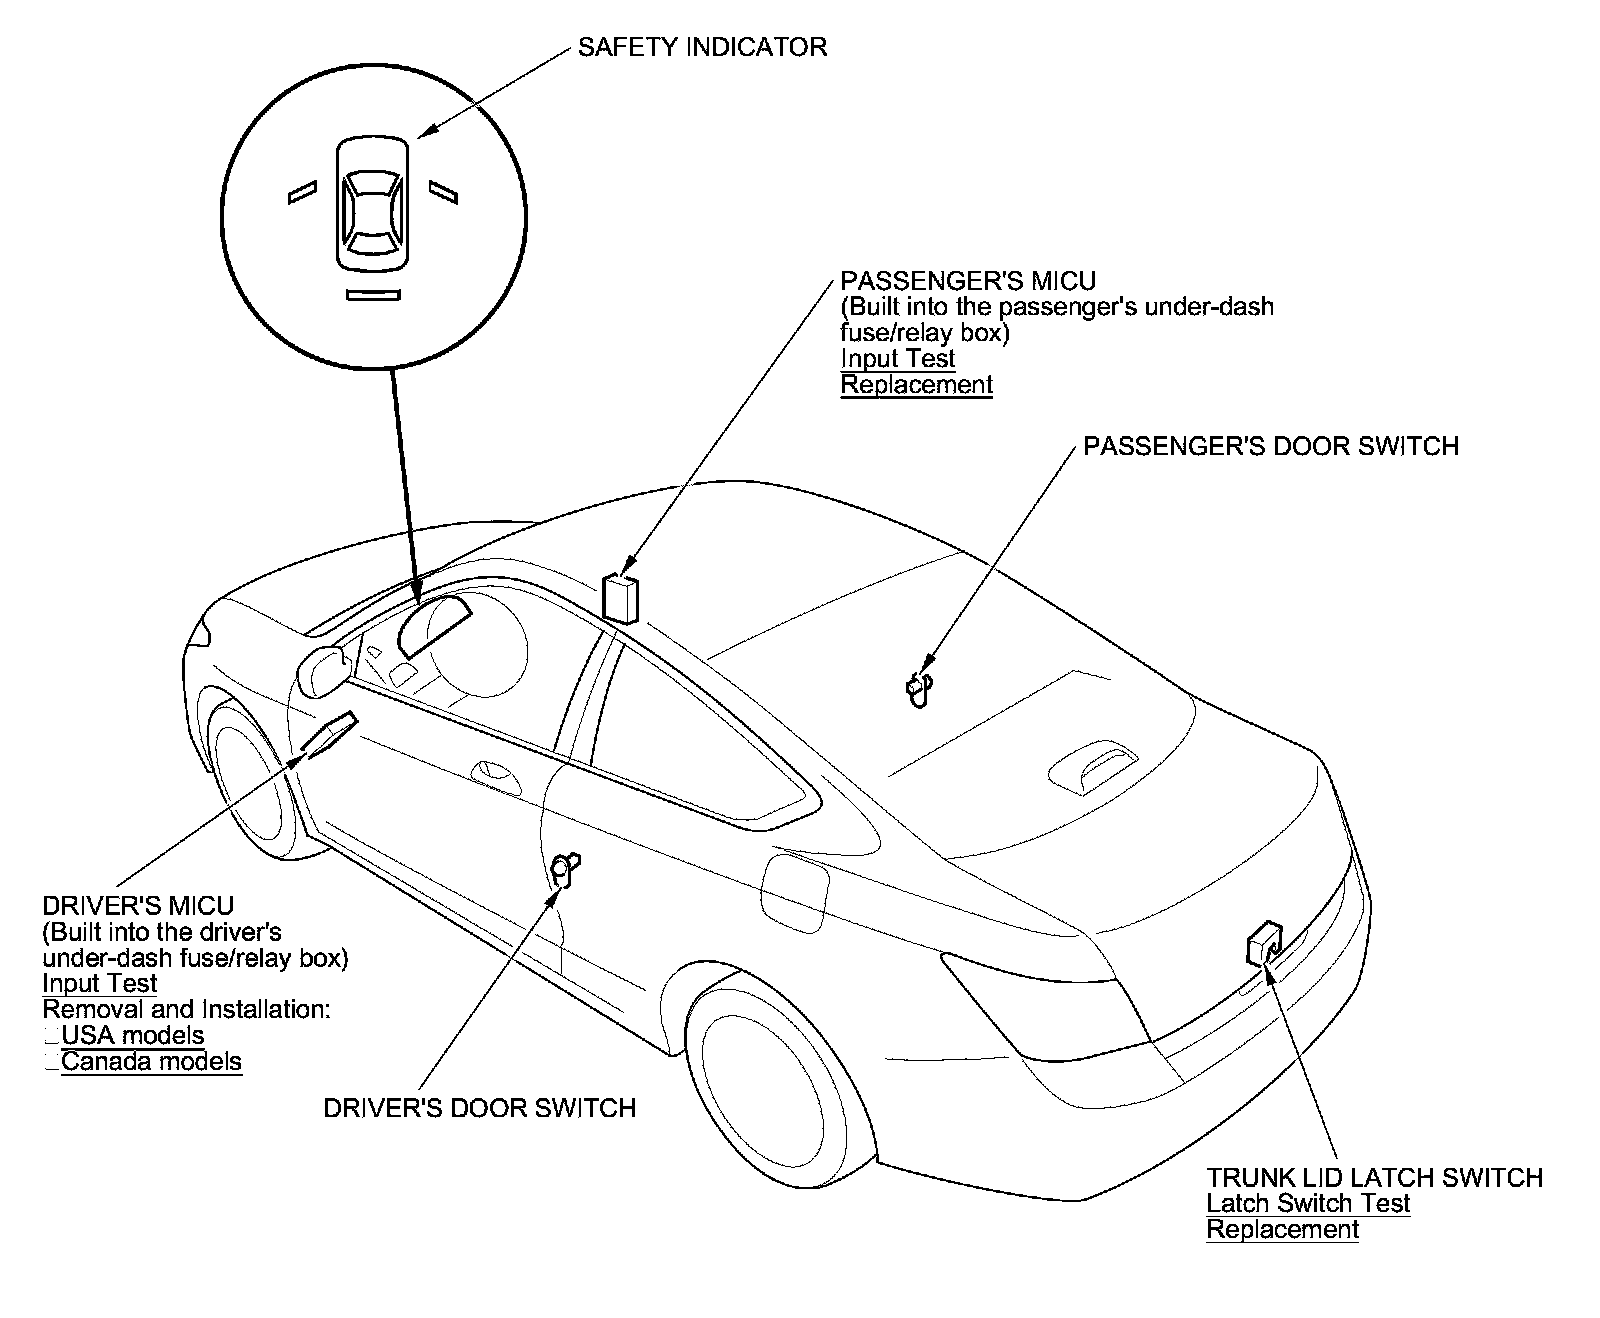 SAFETY INDICATOR
PASSENGER'S MICU
(Built into the passenger's under-dash
fuse/relay box)
Input Test
Replacement
PASSENGER'S DOOR SWITCH
DRIVER'S MICU
(Built into the driver's
under-dash fuse/relay box)
Input Test
Removal and Installation:
USA models
Canada models
DRIVER'S DOOR SWITCH
TRUNK LID LATCH SWITCH
Latch Switch Test
Replacement